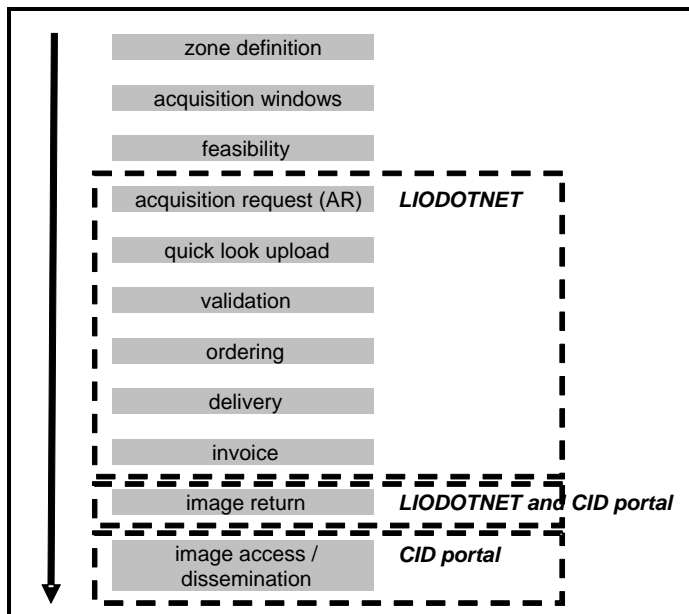 zone definition
acquisition windows
feasibility
acquisition request (AR) LIODOTNET
quick look upload
validation
ordering
delivery
invoice
image return LIODOTNET and CID portal
image access / CID portal
dissemination